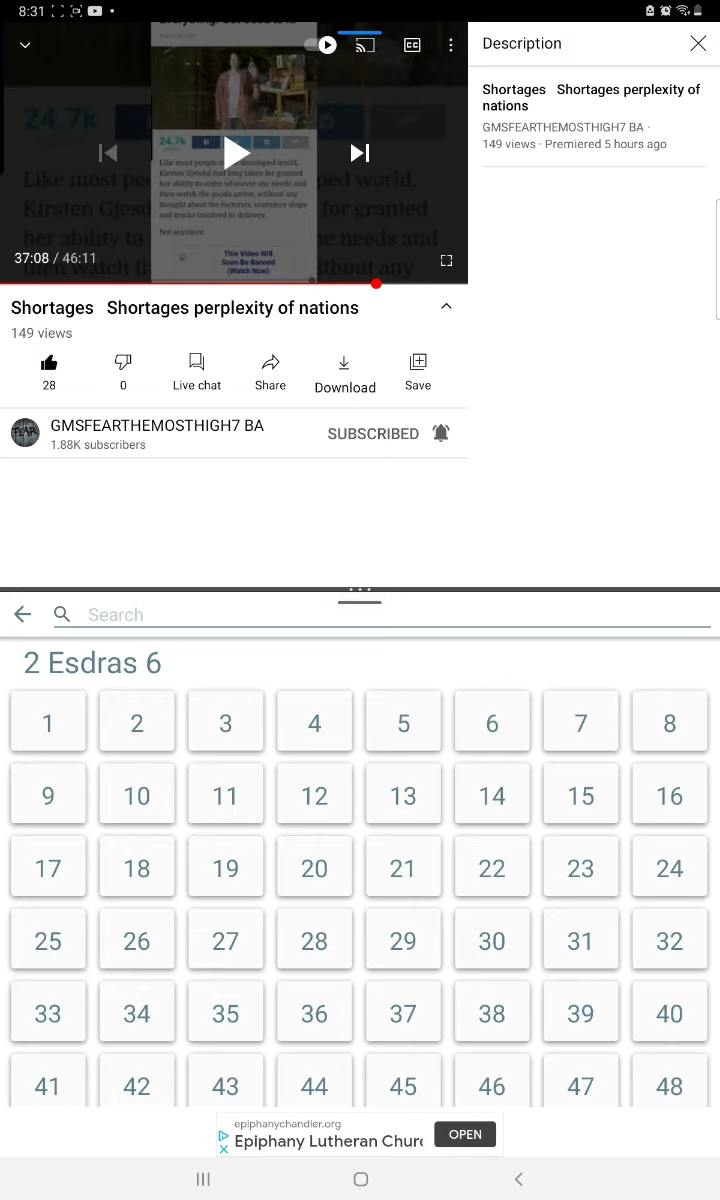 8:31
Everything. Securities to Be
24.7k
24.7k
Like most people in developed world,
Kirsten Gjesdal had long taken for granted
her ability to order whatever she needs and
then watch the goods arrive, without any
thought about the factories, container ships
and trucks involved in delivery.
Not anymore.
This Video Will
Soon Be Banned
(Watch Now)
37:08 / 46:11
Description
Shortages Shortages perplexity of
nations
GMSFEARTHEMOSTHIGH7 BA ·
149 views · Premiered 5 hours ago
Shortages Shortages perplexity of nations
149 views
28
0
Live chat
Share
Download
Save
FEAR
GMSFEARTHEMOSTHIGH7 BA
1.88K subscribers
SUBSCRIBED
Search
2 Esdras 6
1 2 3 4 5 6 7 8
9 10 11 12 13 14 15 16
17 18 19 20 21 22 23 24
25 26 27 28 29 30 31 32
33 34 35 36 37 38 39 40
41 42 43 44 45 46 47 48
epiphanychandler.org
Epiphany Lutheran Churc
OPEN